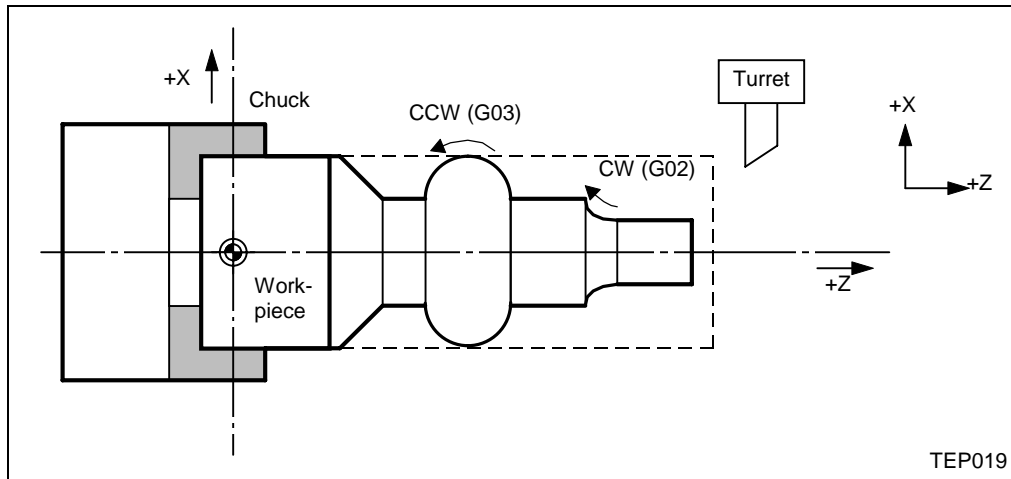 +X
Chuck
CCW (G03)
CW (G02)
Turret
+X
+Z
+Z
Work-
piece
TEP019